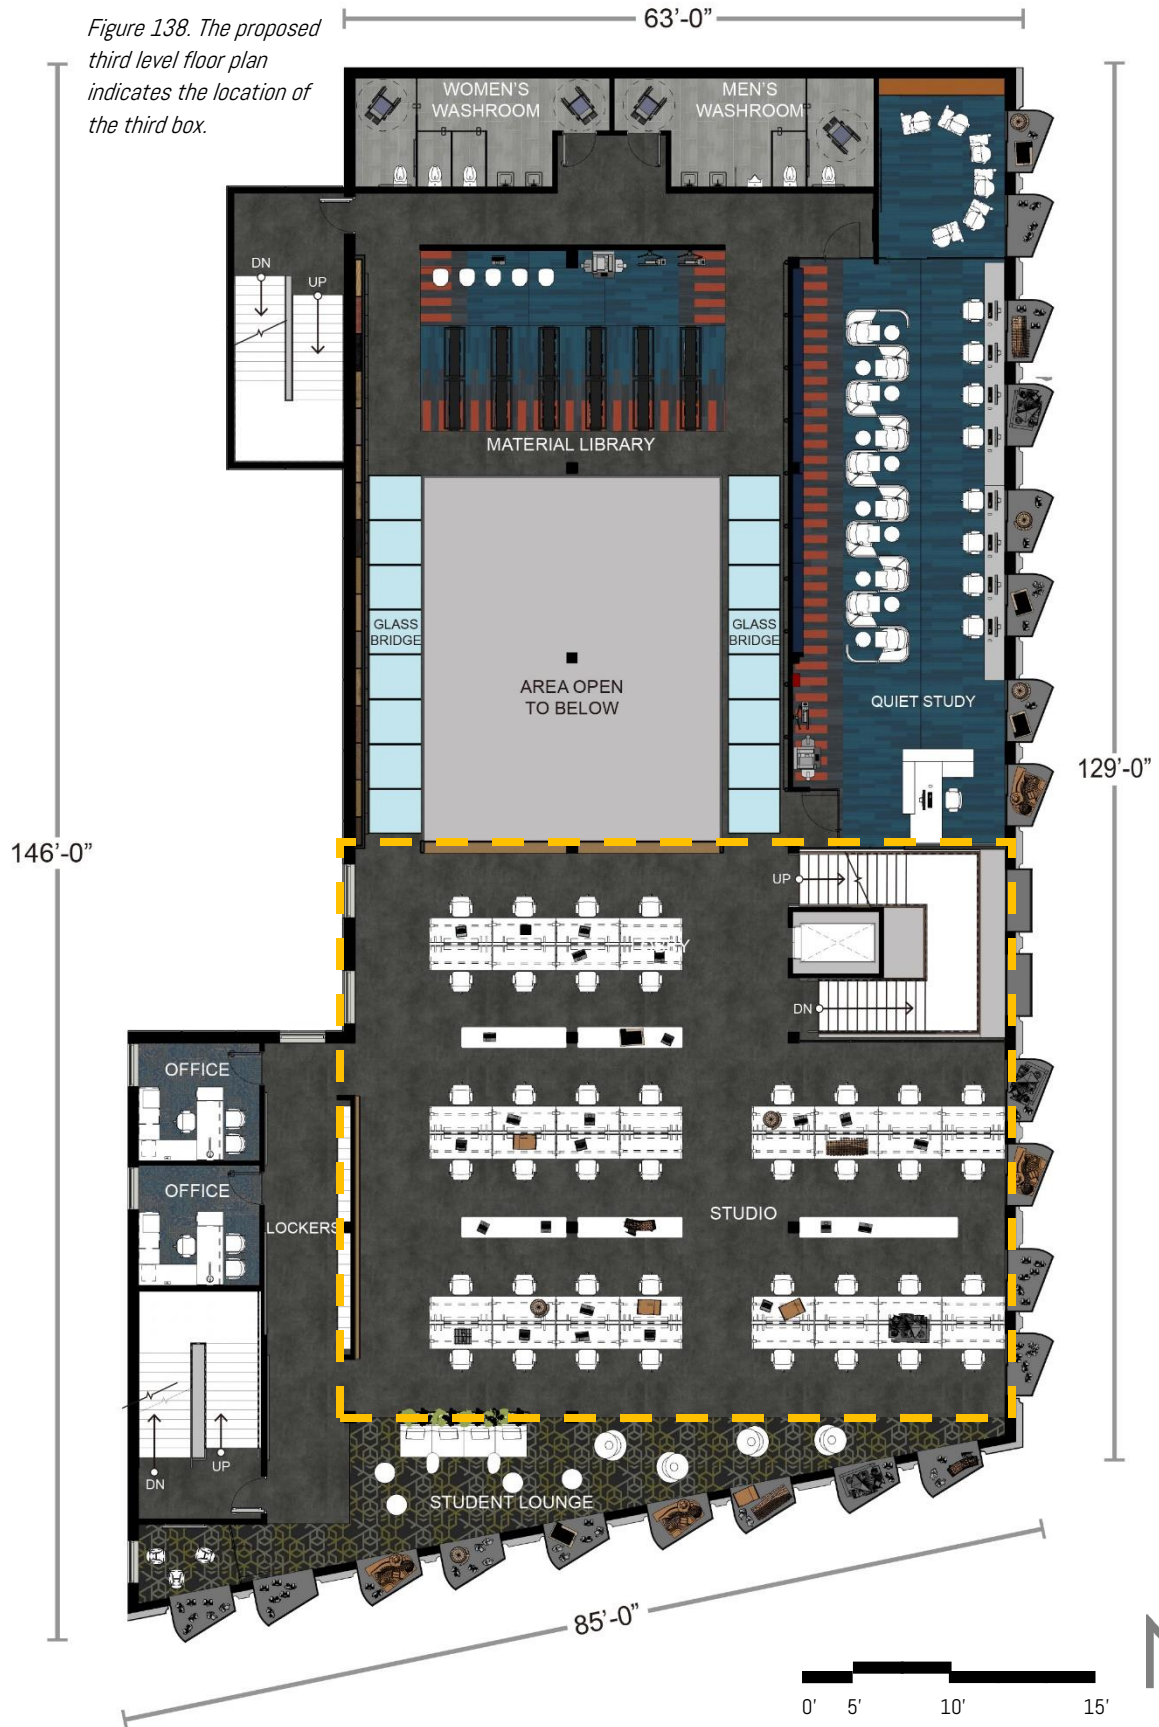 63'-0"
Figure 138. The proposed
third level floor plan
indicates the location of
the third box.
WOMEN'S
WASHROOM
MEN'S
WASHROOM
DN
UP
MATERIAL LIBRARY
GLASS
BRIDGE
GLASS
BRIDGE
AREA OPEN
TO BELOW
QUIET STUDY
129'-0"
146'-0"
UP
DN
OFFICE
OFFICE
LOCKERS
STUDIO
UP
DN
STUDENT LOUNGE
85'-0"
0' 5' 10' 15'